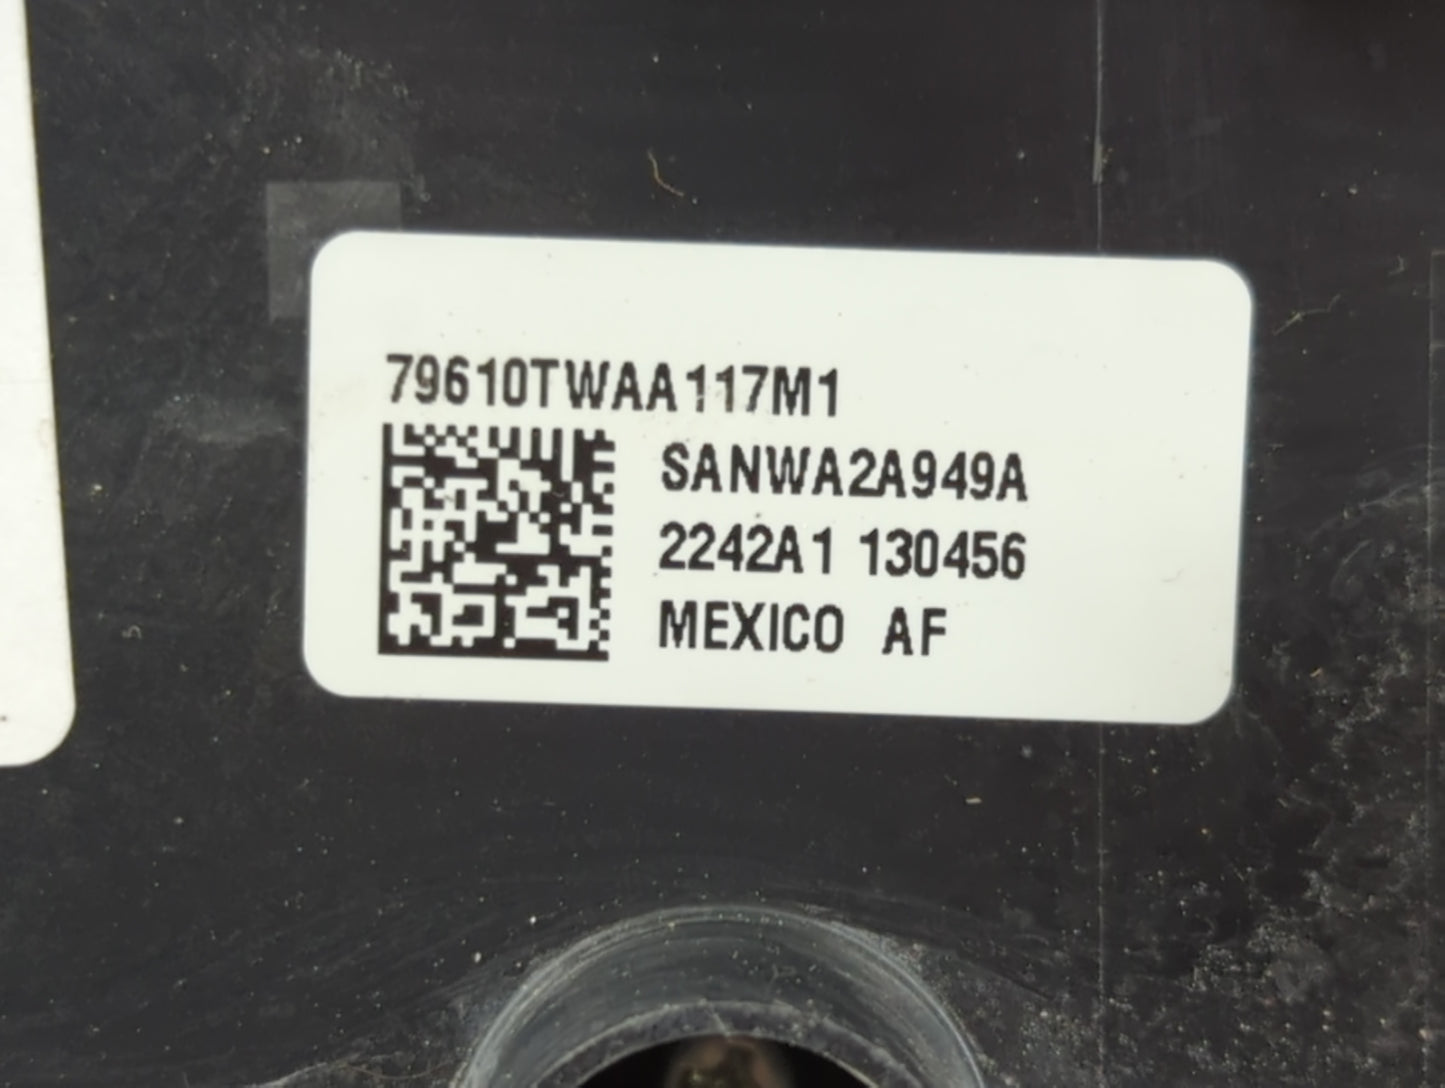 79610TWAA117M1
SANWA2A949A
2242A1 130456
MEXICO AF